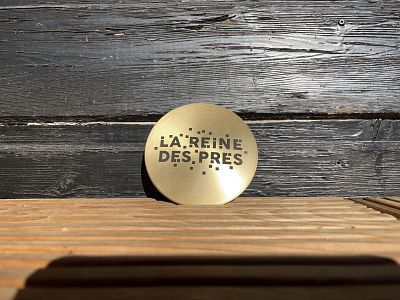 LA REINE
DES PRES